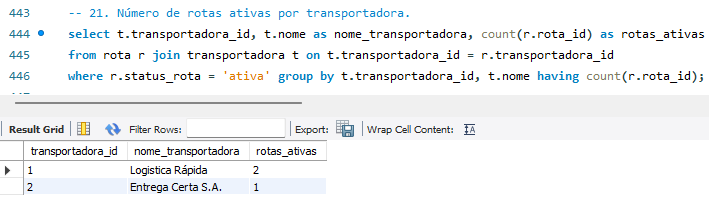 443 -- 21. Número de rotas ativas por transportadora.
444 select t.transportadora_id, t.nome as nome_transportadora, count(r.rota_id) as rotas_ativas
445 from rota r join transportadora t on t.transportadora_id = r.transportadora_id
446 where r.status_rota = 'ativa' group by t.transportadora_id, t.nome having count(r.rota_id);
Result Grid Filter Rows: Export: Wrap Cell Content:
transportadora_id nome_transportadora rotas_ativas
1 Logistica Rápida 2
2 Entrega Certa S.A. 1